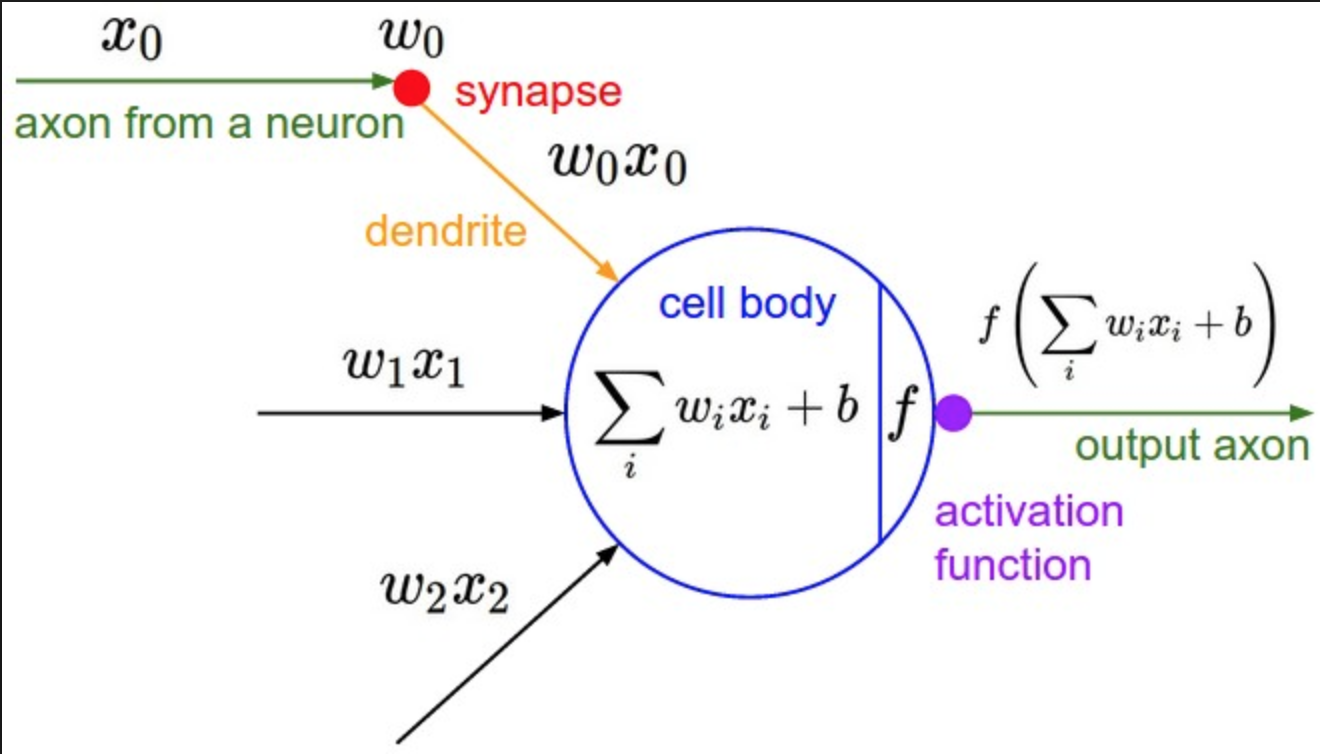 x₀
w₀
synapse
axon from a neuron
w₀x₀
dendrite
cell body
f(∑ᵢ wᵢxᵢ + b)
w₁x₁
∑ᵢ wᵢxᵢ + b
f
output axon
activation
function
w₂x₂